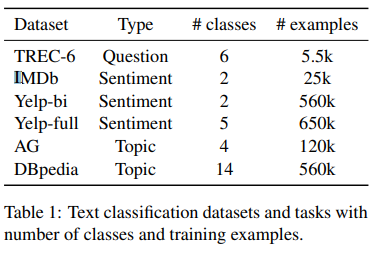 Dataset Type # classes # examples
TREC-6 Question 6 5.5k
IMDb Sentiment 2 25k
Yelp-bi Sentiment 2 560k
Yelp-full Sentiment 5 650k
AG Topic 4 120k
DBpedia Topic 14 560k
Table 1: Text classification datasets and tasks with
number of classes and training examples.